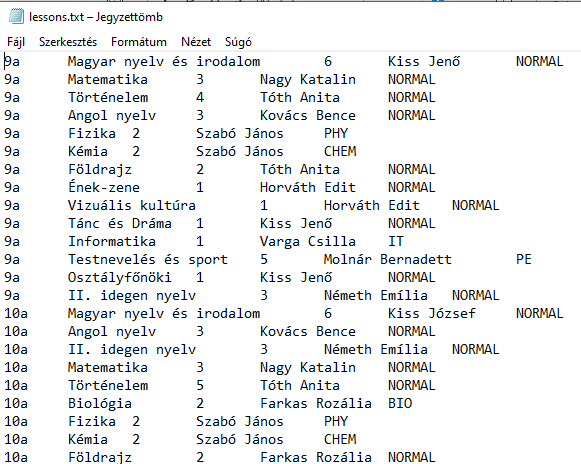 lessons.txt – Jegyzettömb
Fájl Szerkesztés Formátum Nézet Súgó
9a Magyar nyelv és irodalom 6 Kiss Jenő NORMAL
9a Matematika 3 Nagy Katalin NORMAL
9a Történelem 4 Tóth Anita NORMAL
9a Angol nyelv 3 Kovács Bence NORMAL
9a Fizika 2 Szabó János PHY
9a Kémia 2 Szabó János CHEM
9a Földrajz 2 Tóth Anita NORMAL
9a Ének-zene 1 Horváth Edit NORMAL
9a Vizuális kultúra 1 Horváth Edit NORMAL
9a Tánc és Dráma 1 Kiss Jenő NORMAL
9a Informatika 1 Varga Csilla IT
9a Testnevelés és sport 5 Molnár Bernadett PE
9a Osztályfőnöki 1 Kiss Jenő NORMAL
9a II. idegen nyelv 3 Németh Emília NORMAL
10a Magyar nyelv és irodalom 6 Kiss József NORMAL
10a Angol nyelv 3 Kovács Bence NORMAL
10a II. idegen nyelv 3 Németh Emília NORMAL
10a Matematika 3 Nagy Katalin NORMAL
10a Történelem 5 Tóth Anita NORMAL
10a Biológia 2 Farkas Rozália BIO
10a Fizika 2 Szabó János PHY
10a Kémia 2 Szabó János CHEM
10a Földrajz 2 Farkas Rozália NORMAL